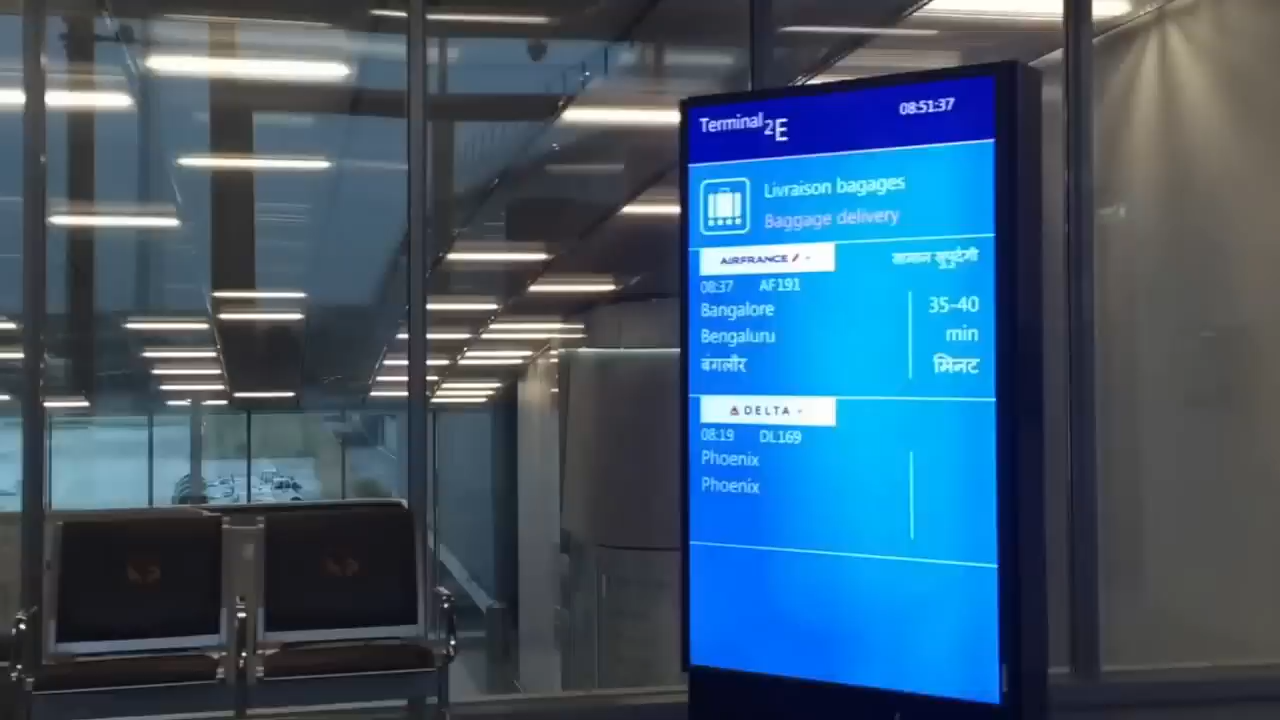 Terminal 2E
08:51:37
Livraison bagages
Baggage delivery
AIRFRANCE
सामान सुपुर्दगी
08:37 AF191
Bangalore
Bengaluru
बंगलौर
35-40
min
मिनट
DELTA
08:19 DL169
Phoenix
Phoenix